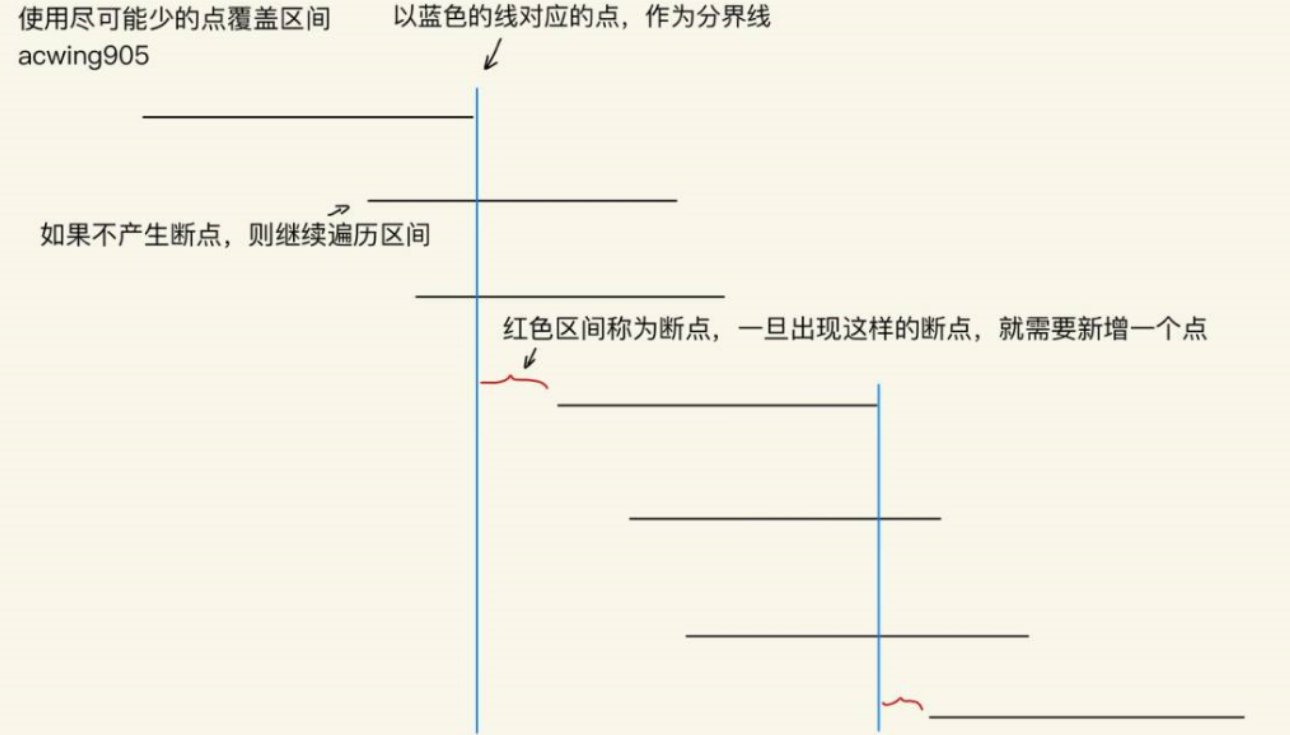 使用尽可能少的点覆盖区间
acwing905
以蓝色的线对应的点，作为分界线
如果不产生断点，则继续遍历区间
红色区间称为断点，一旦出现这样的断点，就需要新增一个点